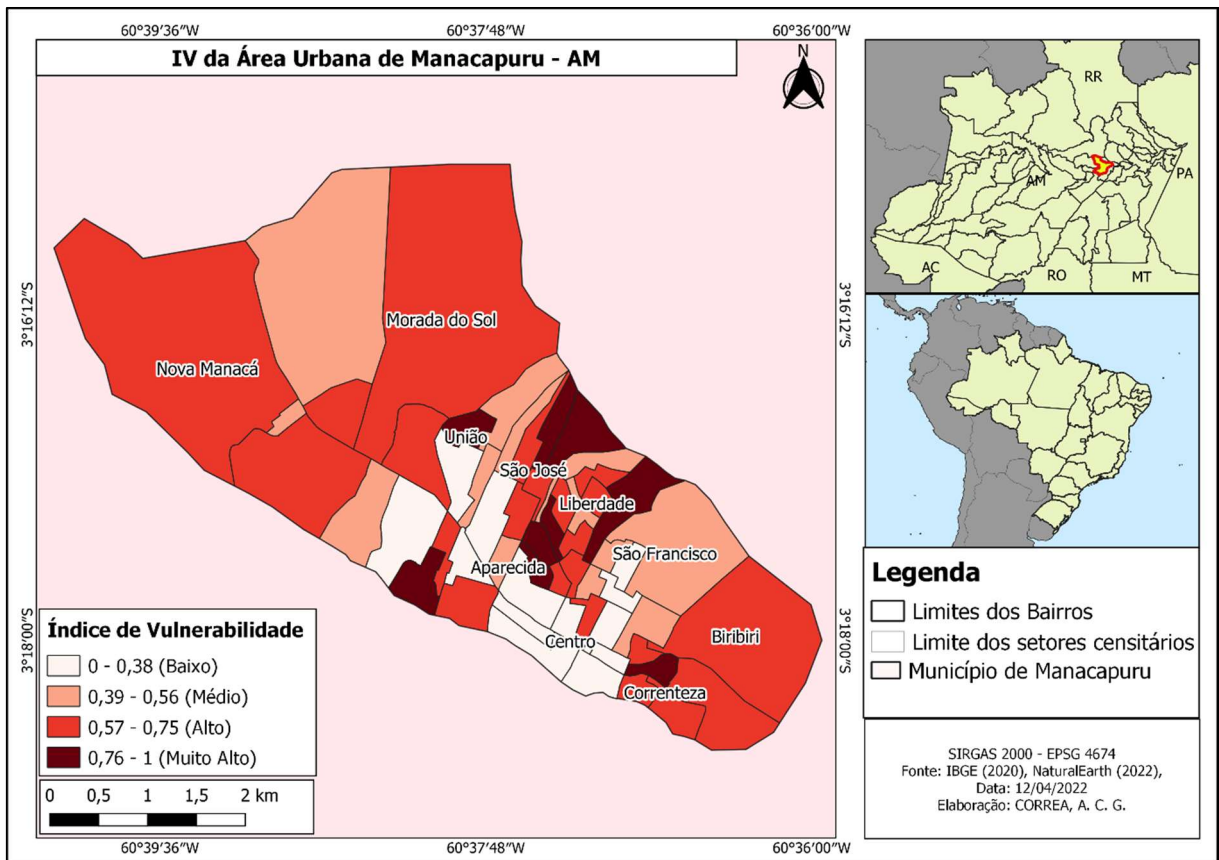 60°39'36"W 60°37'48"W 60°36'00"W
IV da Área Urbana de Manacapuru - AM
N
3°16'12"S
3°16'12"S
3°18'00"S
3°18'00"S
Morada do Sol
Nova Manacá
União
São José
Liberdade
São Francisco
Aparecida
Centro
Biribiri
Correnteza
Índice de Vulnerabilidade
0 - 0,38 (Baixo)
0,39 - 0,56 (Médio)
0,57 - 0,75 (Alto)
0,76 - 1 (Muito Alto)
0 0,5 1 1,5 2 km
60°39'36"W 60°37'48"W 60°36'00"W
RR
AM
PA
AC
RO
MT
Legenda
Limites dos Bairros
Limite dos setores censitários
Município de Manacapuru
SIRGAS 2000 - EPSG 4674
Fonte: IBGE (2020), NaturalEarth (2022),
Data: 12/04/2022
Elaboração: CORREA, A. C. G.